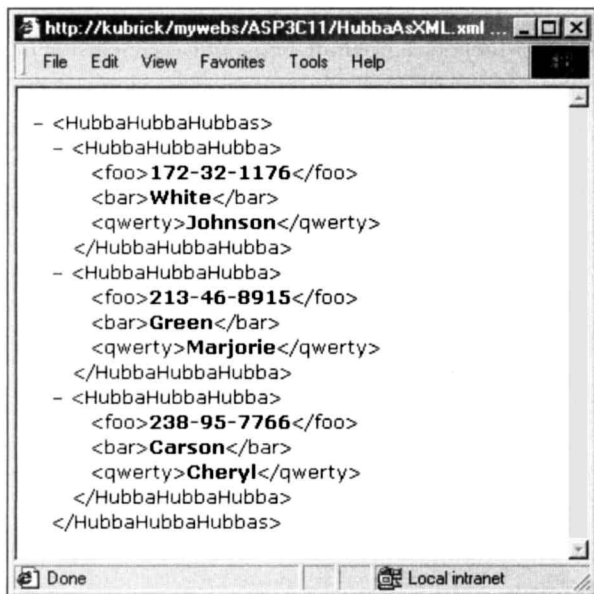 http://kubrick/mywebs/ASP3C11/HubbaAsXML.xml ...
File Edit View Favorites Tools Help
- <HubbaHubbaHubbas>
- <HubbaHubbaHubba>
<foo>172-32-1176</foo>
<bar>White</bar>
<qwerty>Johnson</qwerty>
</HubbaHubbaHubba>
- <HubbaHubbaHubba>
<foo>213-46-8915</foo>
<bar>Green</bar>
<qwerty>Marjorie</qwerty>
</HubbaHubbaHubba>
- <HubbaHubbaHubba>
<foo>238-95-7766</foo>
<bar>Carson</bar>
<qwerty>Cheryl</qwerty>
</HubbaHubbaHubba>
</HubbaHubbaHubbas>
Done Local intranet